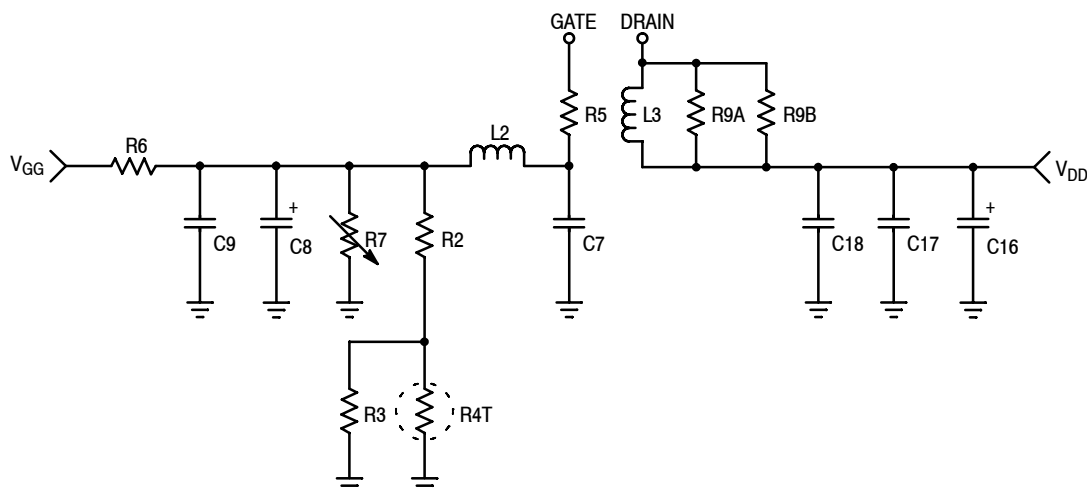 GATE DRAIN
R5 L3 R9A R9B
R6 L2
VGG VDD
C9 + C8 R7 R2 C7 C18 C17 + C16
R3 R4T